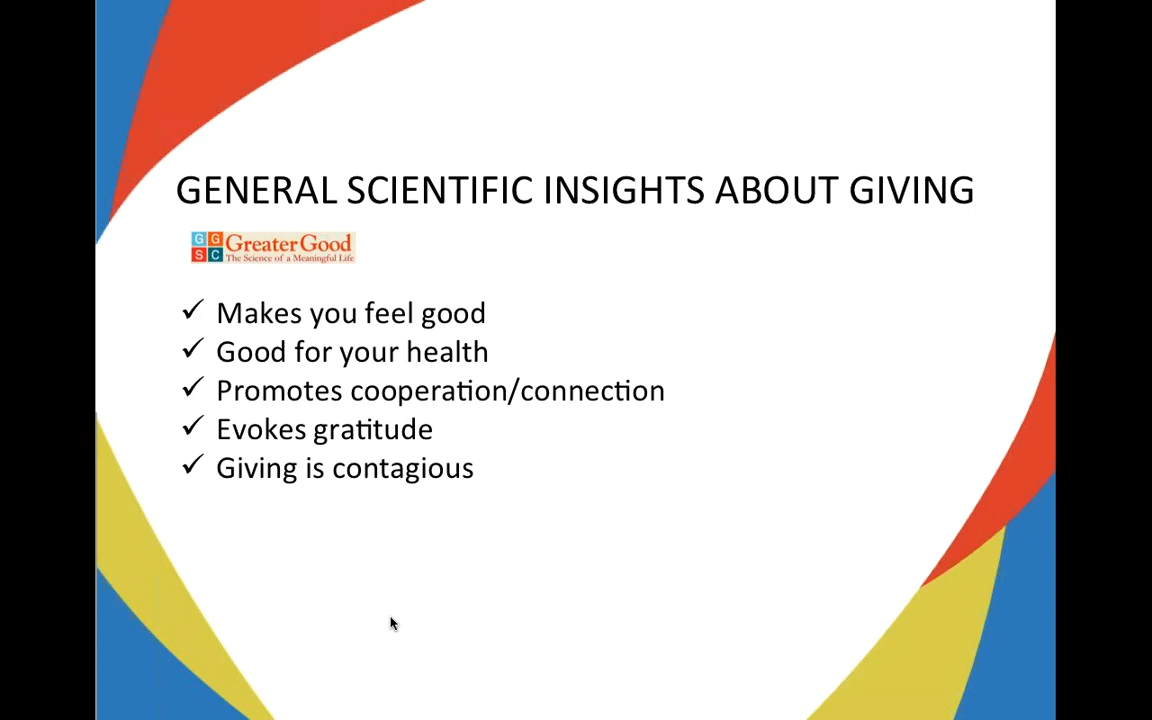 GENERAL SCIENTIFIC INSIGHTS ABOUT GIVING
G G S C Greater Good
The Science of a Meaningful Life
✓ Makes you feel good
✓ Good for your health
✓ Promotes cooperation/connection
✓ Evokes gratitude
✓ Giving is contagious